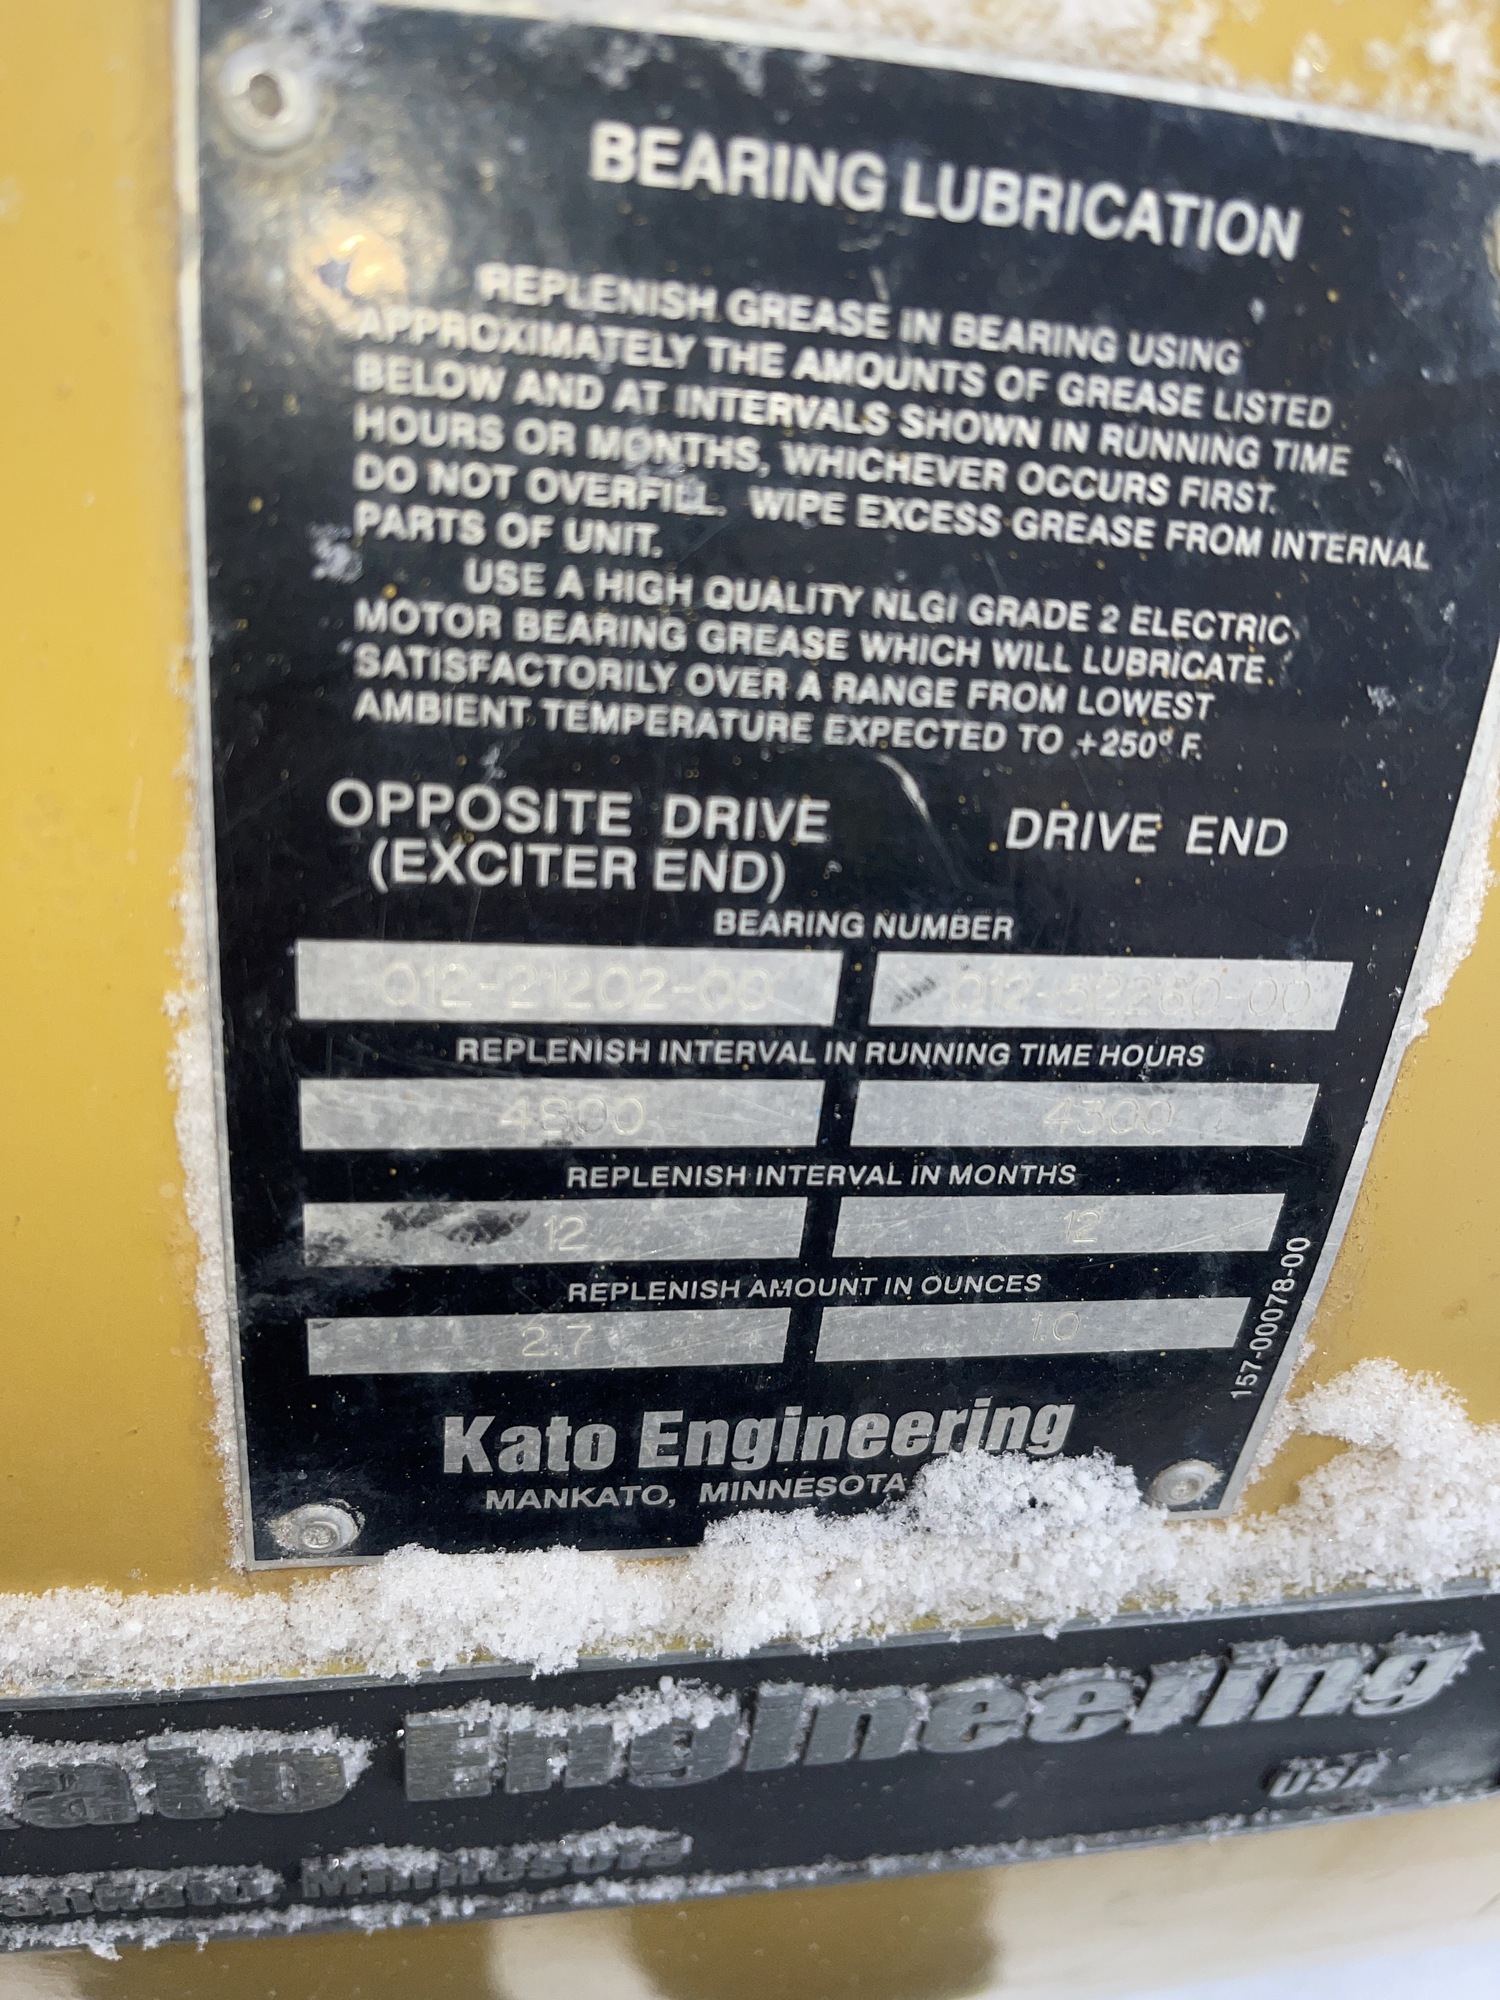 BEARING LUBRICATION
REPLENISH GREASE IN BEARING USING
APPROXIMATELY THE AMOUNTS OF GREASE LISTED
BELOW AND AT INTERVALS SHOWN IN RUNNING TIME
HOURS OR MONTHS, WHICHEVER OCCURS FIRST.
DO NOT OVERFILL. WIPE EXCESS GREASE FROM INTERNAL
PARTS OF UNIT.
USE A HIGH QUALITY NLGI GRADE 2 ELECTRIC
MOTOR BEARING GREASE WHICH WILL LUBRICATE
SATISFACTORILY OVER A RANGE FROM LOWEST
AMBIENT TEMPERATURE EXPECTED TO +250° F.
OPPOSITE DRIVE DRIVE END
(EXCITER END)
BEARING NUMBER
012-21202-00
REPLENISH INTERVAL IN RUNNING TIME HOURS
4300
REPLENISH INTERVAL IN MONTHS
12 12
REPLENISH AMOUNT IN OUNCES
2.7 1.0
157-00078-00
Kato Engineering
MANKATO, MINNESOTA
ato Engineering
USA
ankato, Minnesota